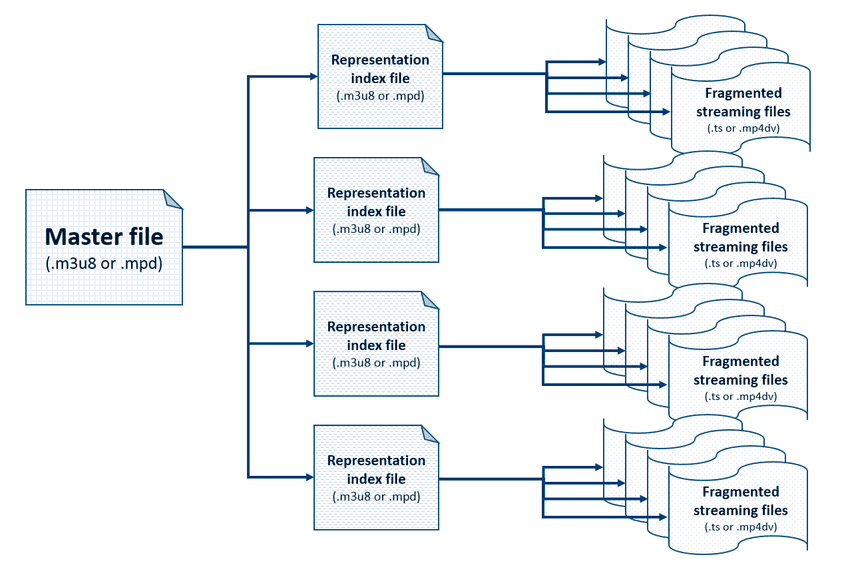 Master file
(.m3u8 or .mpd)
Representation
index file
(.m3u8 or .mpd)
Fragmented
streaming files
(.ts or .mp4dv)
Representation
index file
(.m3u8 or .mpd)
Fragmented
streaming files
(.ts or .mp4dv)
Representation
index file
(.m3u8 or .mpd)
Fragmented
streaming files
(.ts or .mp4dv)
Representation
index file
(.m3u8 or .mpd)
Fragmented
streaming files
(.ts or .mp4dv)